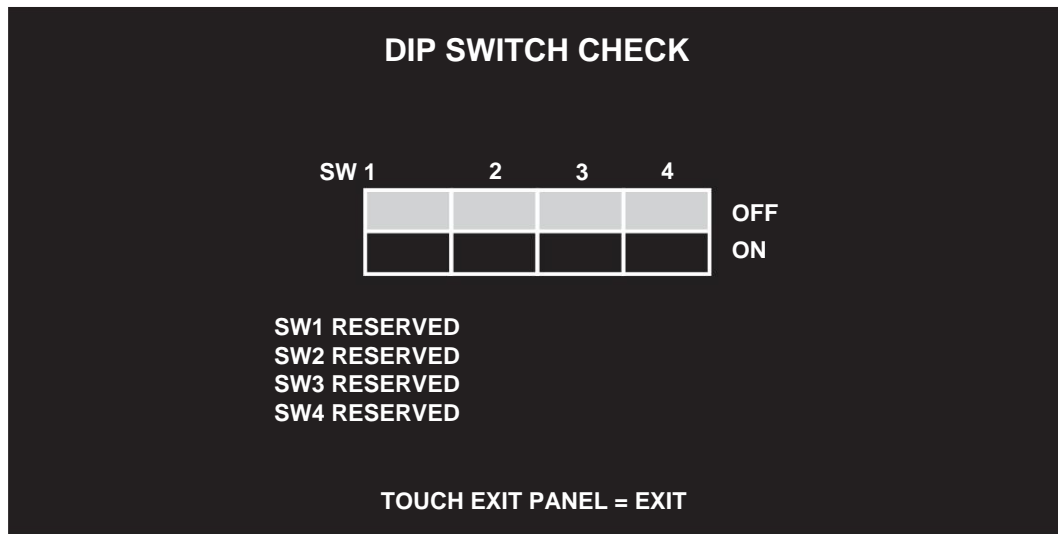 DIP SWITCH CHECK
SW 1 2 3 4
OFF
ON
SW1 RESERVED
SW2 RESERVED
SW3 RESERVED
SW4 RESERVED
TOUCH EXIT PANEL = EXIT